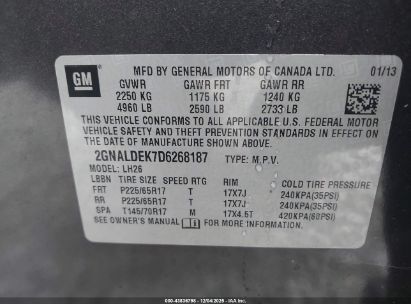 GM
MFD BY GENERAL MOTORS OF CANADA LTD. 01/13
GVWR GAWR FRT GAWR RR
2250 KG 1175 KG 1240 KG
4960 LB 2590 LB 2733 LB
THIS VEHICLE CONFORMS TO ALL APPLICABLE U.S. FEDERAL
MOTOR VEHICLE SAFETY AND THEFT PREVENTION
STANDARDS IN EFFECT ON THE
DATE OF MANUFACTURE SHOWN ABOVE.
2GNALDEK7D6268187 TYPE: M.P.V.
MODEL: LH26
LBBN TIRE SIZE SPEED RTG RIM COLD TIRE PRESSURE
FRT P225/65R17 T 17X7J 240KPA(35PSI)
RR P225/65R17 T 17X7J 240KPA(35PSI)
SPA T145/70R17 M 17X4.5T 420KPA(60PSI)
SEE OWNER'S MANUAL FOR MORE INFORMATION.